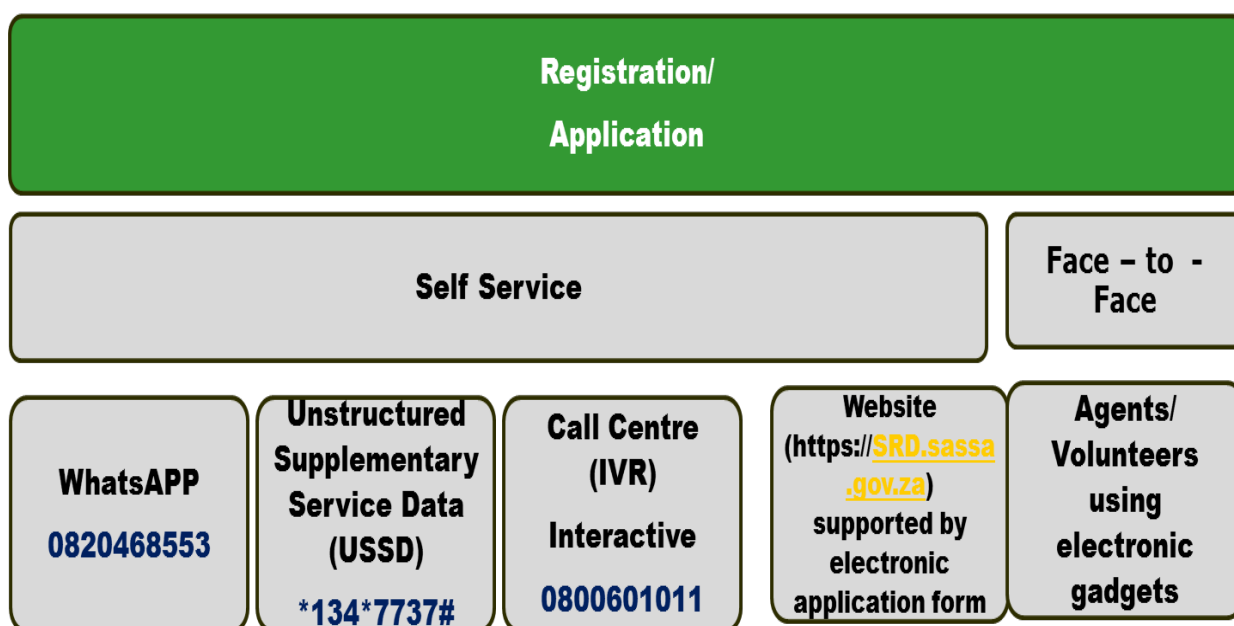 Registration/
Application
Self Service
Face – to -
Face
WhatsAPP
0820468553
Unstructured
Supplementary
Service Data
(USSD)
*134*7737#
Call Centre
(IVR)
Interactive
0800601011
Website
(https://SRD.sassa
.gov.za)
supported by
electronic
application form
Agents/
Volunteers
using
electronic
gadgets